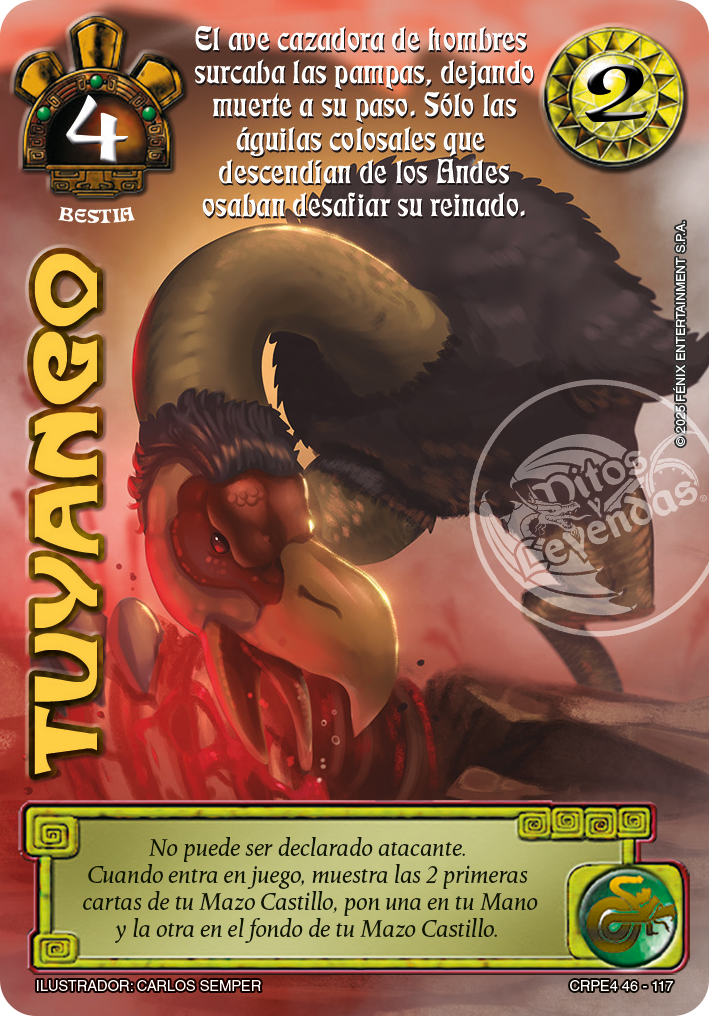 El ave cazadora de hombres
surcaba las pampas, dejando
muerte a su paso. Sólo las
águilas colosales que
descendían de los Andes
osaban desafiar su reinado.
4
2
BESTIA
TUYANGO
© 2025 FÉNIX ENTERTAINMENT S.P.A.
Mitos
y
Leyendas®
No puede ser declarado atacante.
Cuando entra en juego, muestra las 2 primeras
cartas de tu Mazo Castillo, pon una en tu Mano
y la otra en el fondo de tu Mazo Castillo.
ILUSTRADOR: CARLOS SEMPER
CRPE4 46 - 117